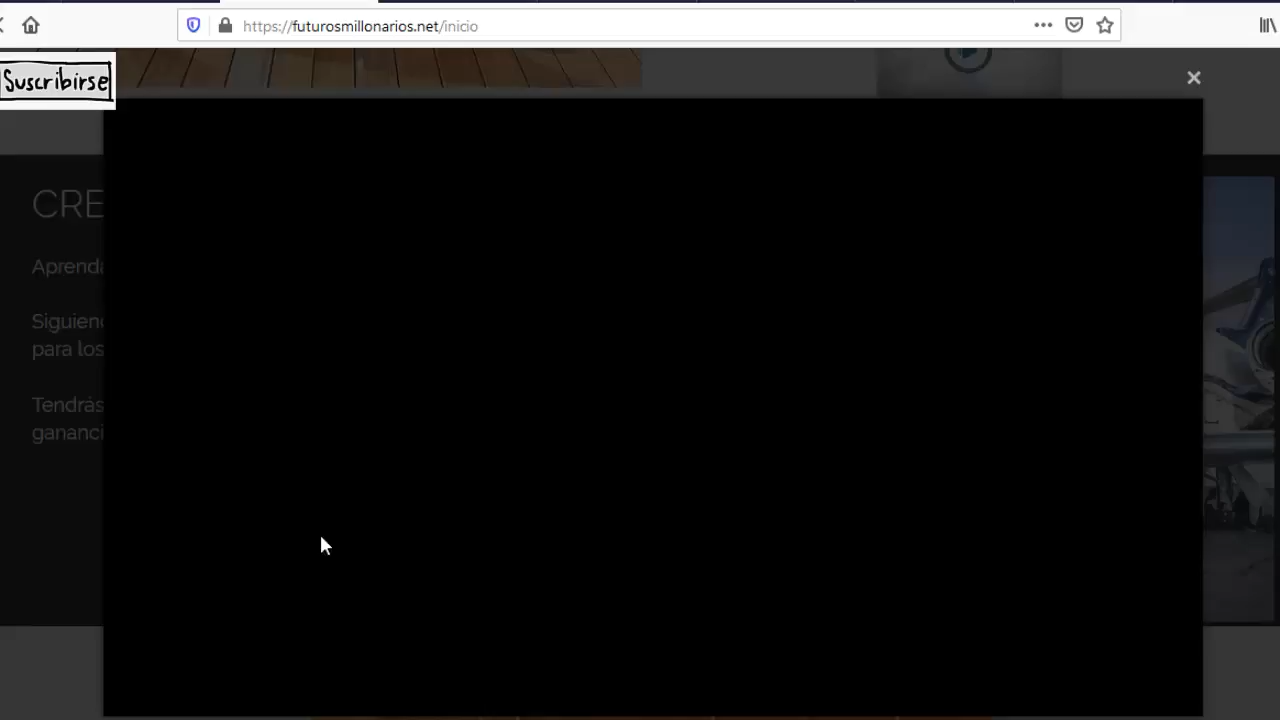 https://futurosmillonarios.net/inicio
Suscribirse
CRE
Aprend
Siguien
para los
Tendrás
gananci